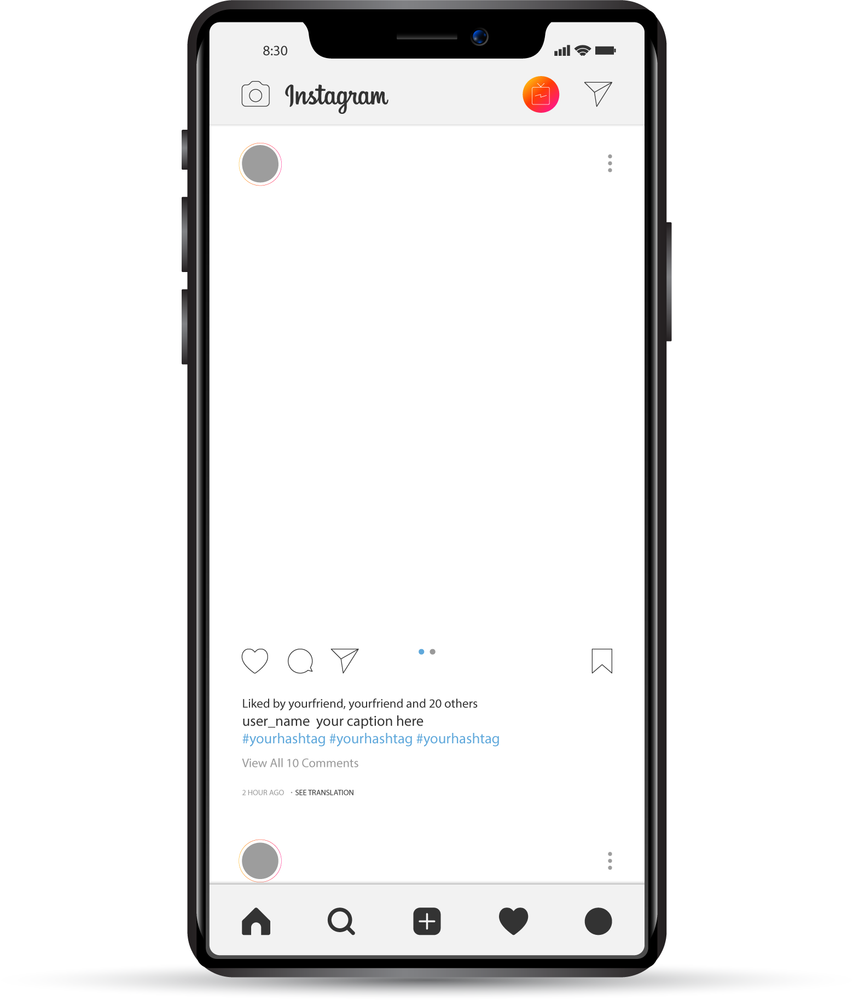 8:30
Instagram
Liked by yourfriend, yourfriend and 20 others
user_name your caption here
#yourhashtag #yourhashtag #yourhashtag
View All 10 Comments
2 HOUR AGO · SEE TRANSLATION